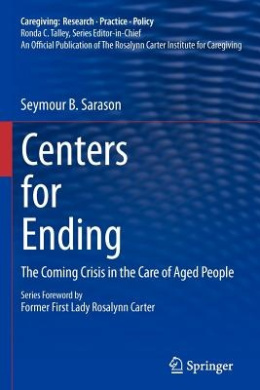 Caregiving: Research • Practice • Policy
Ronda C. Talley, Series Editor-in-Chief
An Official Publication of The Rosalynn Carter Institute for Caregiving
Seymour B. Sarason
Centers
for
Ending
The Coming Crisis in the Care of Aged People
Series Foreword by
Former First Lady Rosalynn Carter
Springer